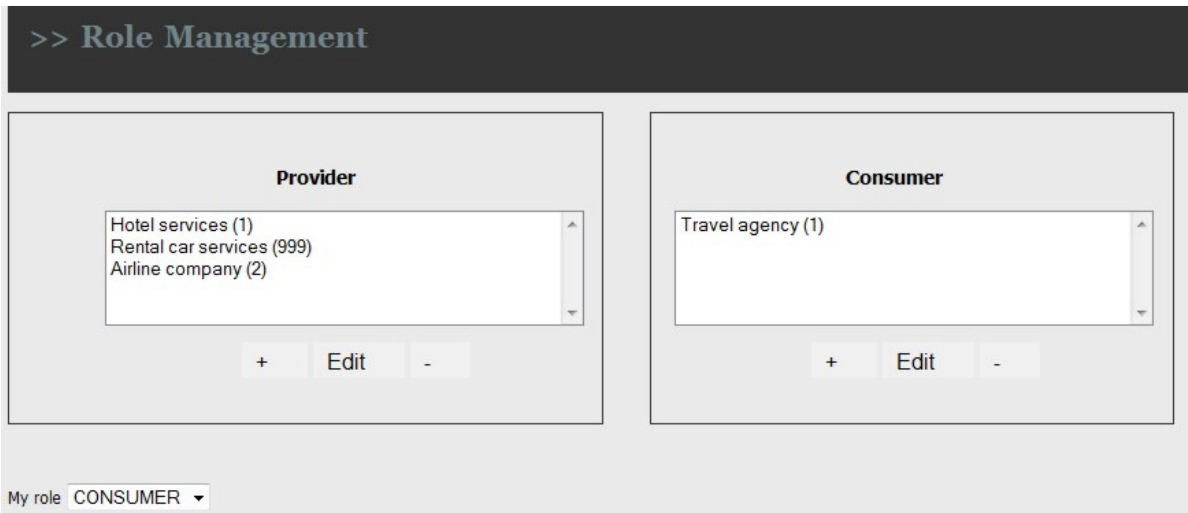 >> Role Management
Provider
Hotel services (1)
Rental car services (999)
Airline company (2)
+ Edit -
Consumer
Travel agency (1)
+ Edit -
My role CONSUMER